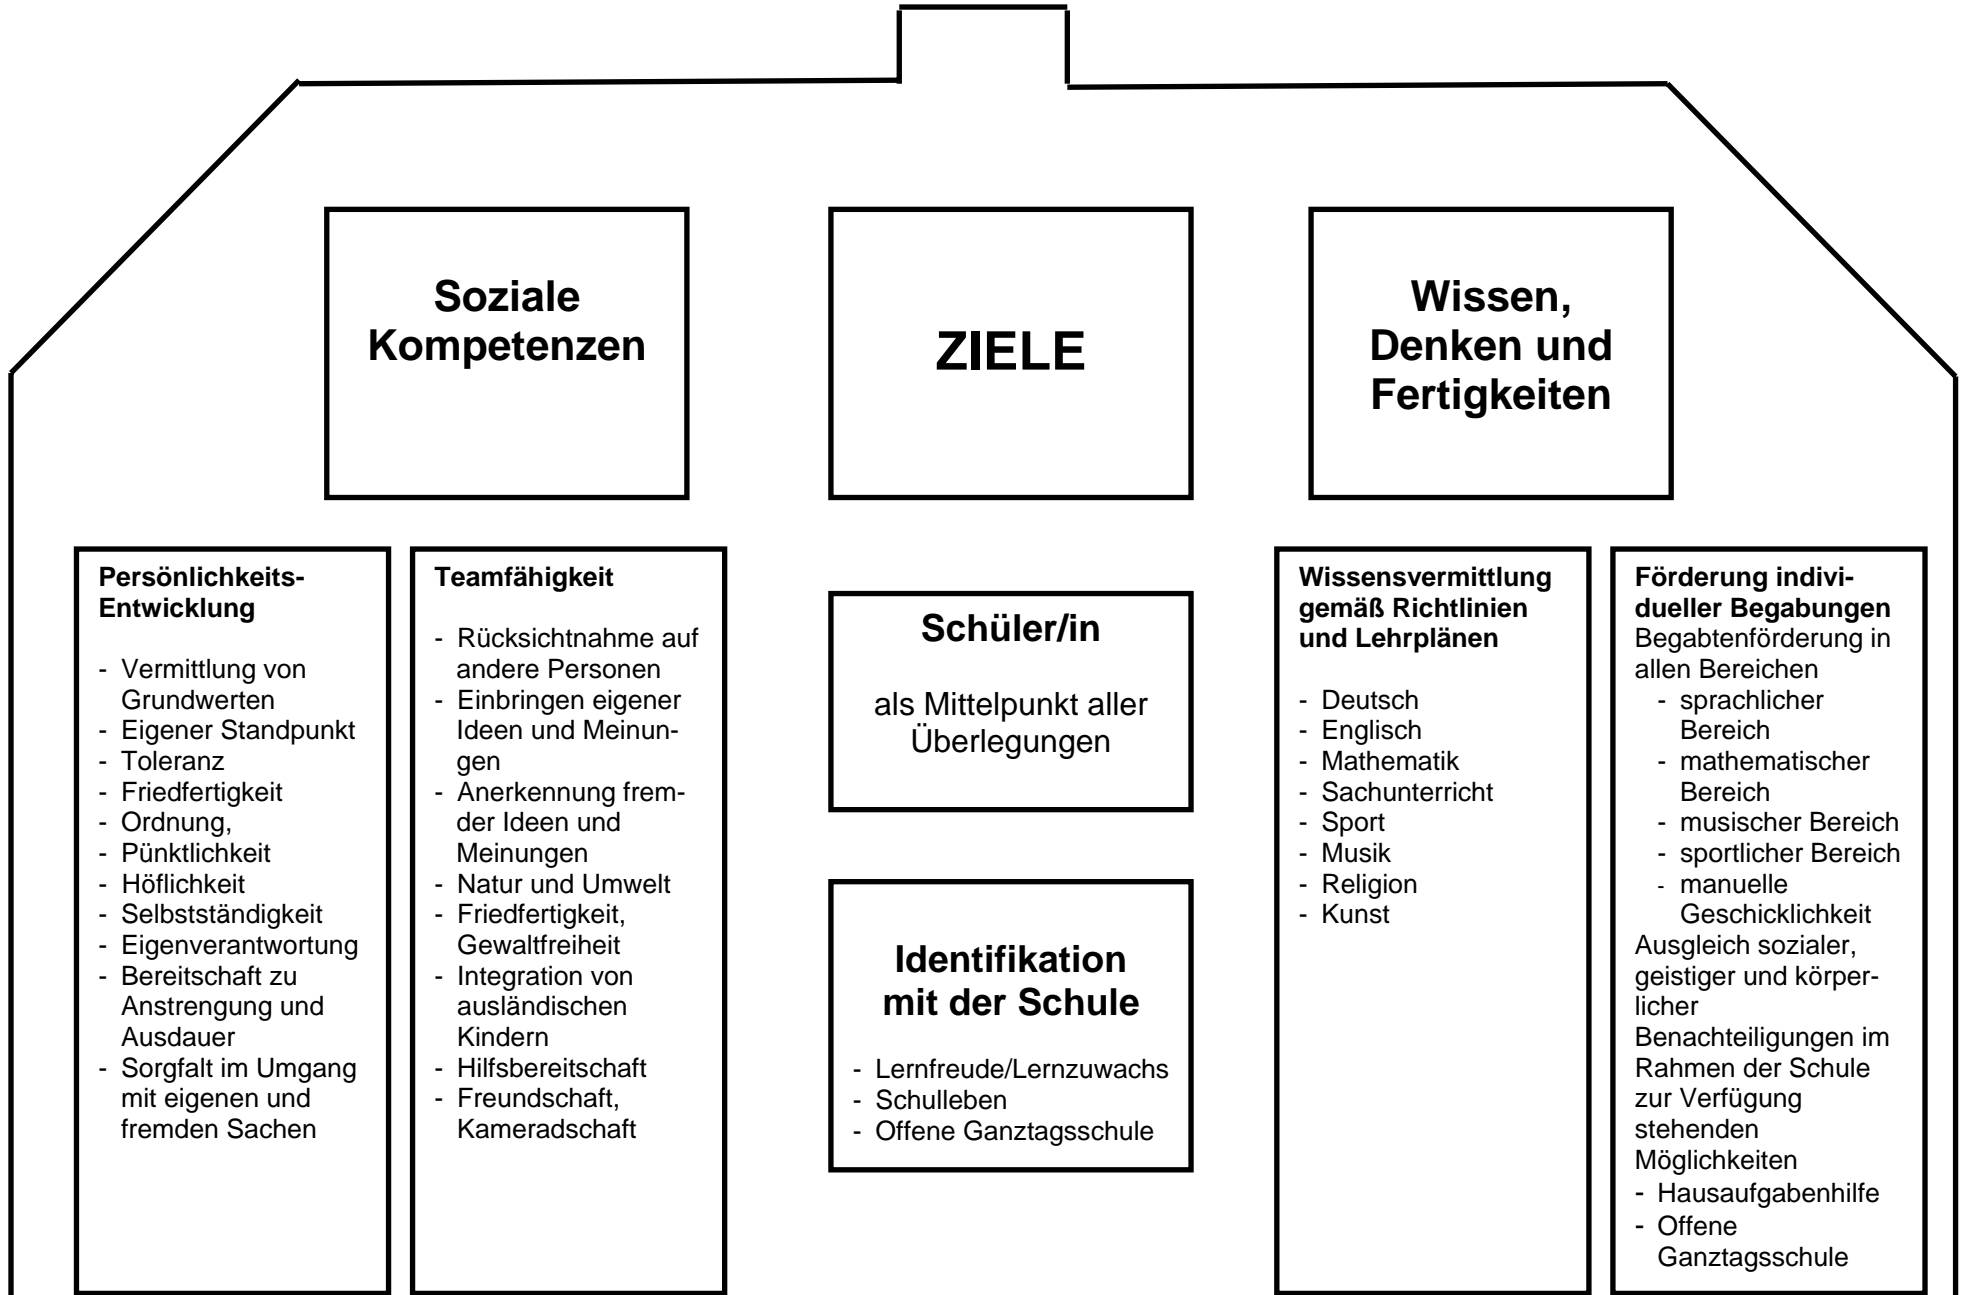 Soziale
Kompetenzen
ZIELE
Wissen,
Denken und
Fertigkeiten
Persönlichkeits-
Entwicklung
- Vermittlung von
Grundwerten
- Eigener Standpunkt
- Toleranz
- Friedfertigkeit
- Ordnung,
- Pünktlichkeit
- Höflichkeit
- Selbstständigkeit
- Eigenverantwortung
- Bereitschaft zu
Anstrengung und
Ausdauer
- Sorgfalt im Umgang
mit eigenen und
fremden Sachen
Teamfähigkeit
- Rücksichtnahme auf
andere Personen
- Einbringen eigener
Ideen und Meinun-
gen
- Anerkennung frem-
der Ideen und
Meinungen
- Natur und Umwelt
- Friedfertigkeit,
Gewaltfreiheit
- Integration von
ausländischen
Kindern
- Hilfsbereitschaft
- Freundschaft,
Kameradschaft
Schüler/in
als Mittelpunkt aller
Überlegungen
Identifikation
mit der Schule
- Lernfreude/Lernzuwachs
- Schulleben
- Offene Ganztagsschule
Wissensvermittlung
gemäß Richtlinien
und Lehrplänen
- Deutsch
- Englisch
- Mathematik
- Sachunterricht
- Sport
- Musik
- Religion
- Kunst
Förderung indivi-
dueller Begabungen
Begabtenförderung in
allen Bereichen
- sprachlicher
Bereich
- mathematischer
Bereich
- musischer Bereich
- sportlicher Bereich
- manuelle
Geschicklichkeit
Ausgleich sozialer,
geistiger und körper-
licher
Benachteiligungen im
Rahmen der Schule
zur Verfügung
stehenden
Möglichkeiten
- Hausaufgabenhilfe
- Offene
Ganztagsschule